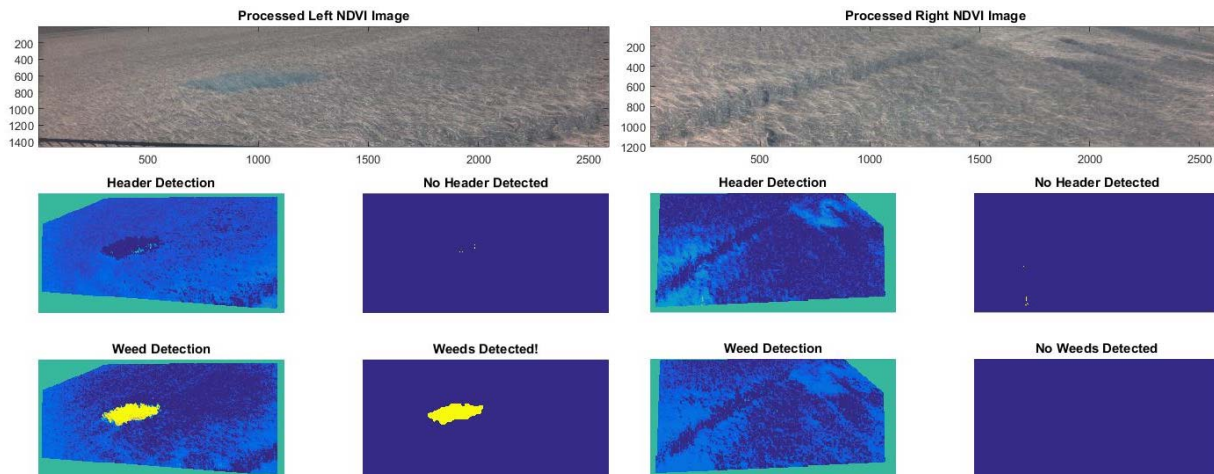 Processed Left NDVI Image
Processed Right NDVI Image
200
400
600
800
1000
1200
1400
500
1000
1500
2000
2500
200
400
600
800
1000
1200
500
1000
1500
2000
2500
Header Detection
No Header Detected
Header Detection
No Header Detected
Weed Detection
Weeds Detected!
Weed Detection
No Weeds Detected